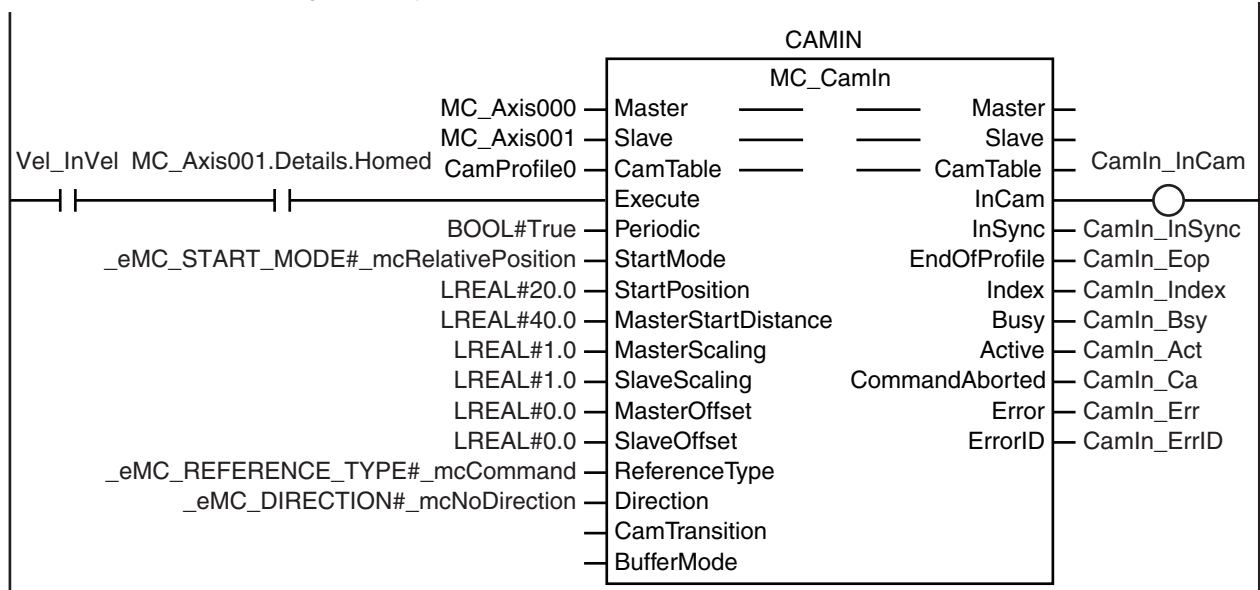 CAMIN
MC_CamIn
MC_Axis000 Master Master
MC_Axis001 Slave Slave
Vel_InVel MC_Axis001.Details.Homed CamProfile0 CamTable CamTable CamIn_InCam
Execute InCam
BOOL#True Periodic InSync CamIn_InSync
_eMC_START_MODE#_mcRelativePosition StartMode EndOfProfile CamIn_Eop
LREAL#20.0 StartPosition Index CamIn_Index
LREAL#40.0 MasterStartDistance Busy CamIn_Bsy
LREAL#1.0 MasterScaling Active CamIn_Act
LREAL#1.0 SlaveScaling CommandAborted CamIn_Ca
LREAL#0.0 MasterOffset Error CamIn_Err
LREAL#0.0 SlaveOffset ErrorID CamIn_ErrID
_eMC_REFERENCE_TYPE#_mcCommand ReferenceType
_eMC_DIRECTION#_mcNoDirection Direction
CamTransition
BufferMode